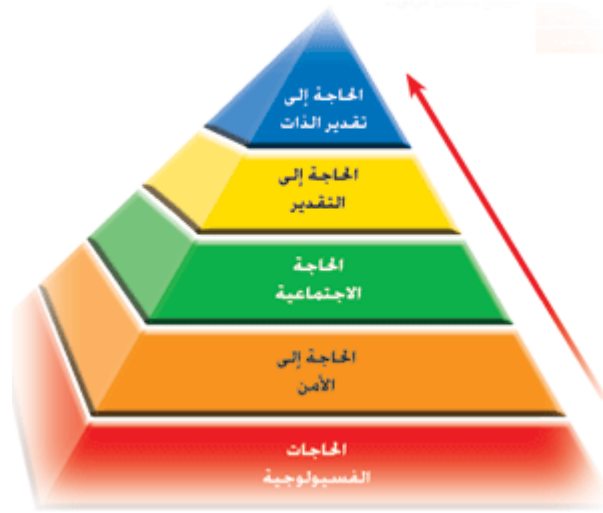 الحاجة إلى
تقدير الذات
الحاجة إلى
التقدير
الحاجة
الاجتماعية
الحاجة إلى
الأمن
الحاجات
الفسيولوجية